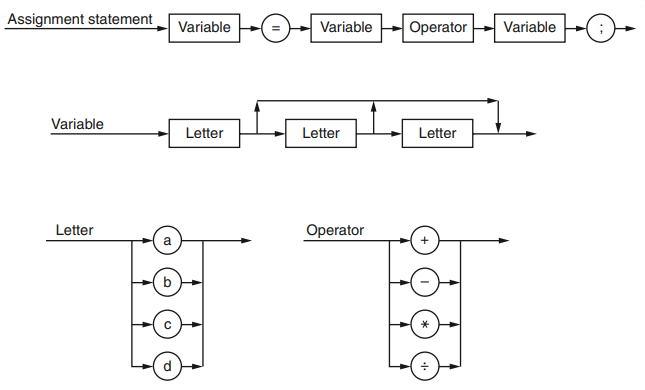 Assignment statement Variable = Variable Operator Variable ;
Variable Letter Letter Letter
Letter a Operator +
b −
c *
d ÷